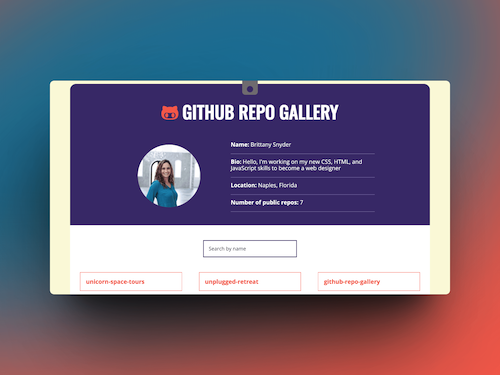 GITHUB REPO GALLERY
Name: Brittany Snyder
Bio: Hello, I'm working on my new CSS, HTML, and
JavaScript skills to become a web designer
Location: Naples, Florida
Number of public repos: 7
Search by name
unicorn-space-tours
unplugged-retreat
github-repo-gallery